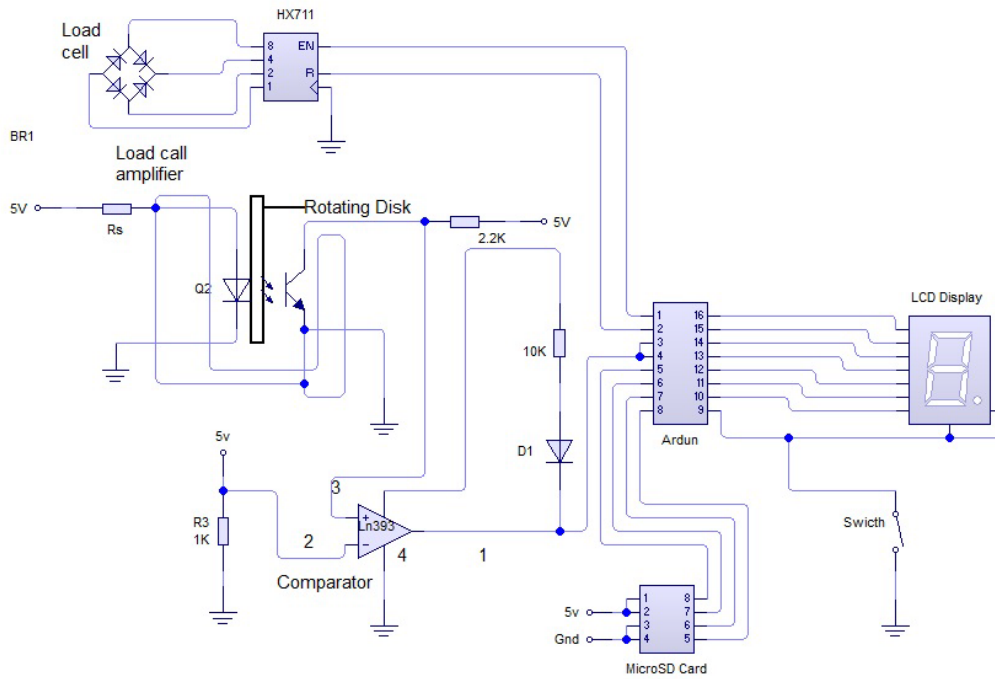 HX711
Load
cell
8 EN
4
2 R
1
BR1
Load call
amplifier
5V
Rs
Rotating Disk
2.2K
5V
Q2
10K
D1
LCD Display
1 16
2 15
3 14
4 13
5 12
6 11
7 10
8 9
Ardun
5v
R3
1K
3
Ln393
2
4
1
Comparator
Swicth
5v
Gnd
1 8
2 7
3 6
4 5
MicroSD Card